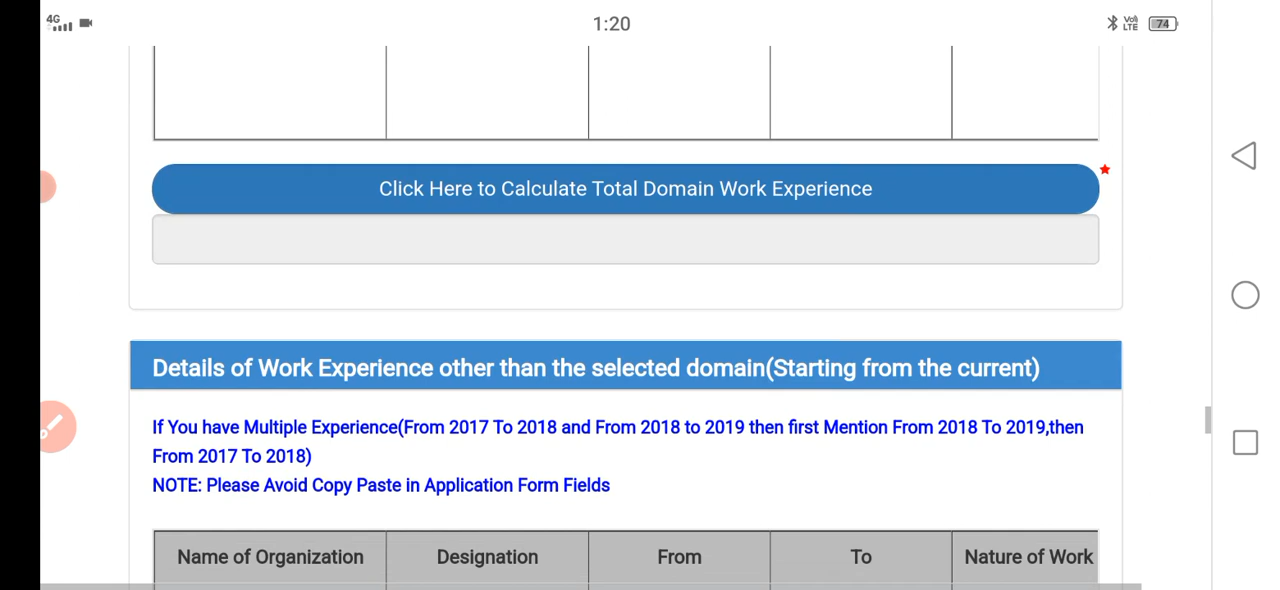 4G
1:20
Vo)
LTE
74
Click Here to Calculate Total Domain Work Experience
Details of Work Experience other than the selected domain(Starting from the current)
If You have Multiple Experience(From 2017 To 2018 and From 2018 to 2019 then first Mention From 2018 To 2019,then
From 2017 To 2018)
NOTE: Please Avoid Copy Paste in Application Form Fields
Name of Organization Designation From To Nature of Work